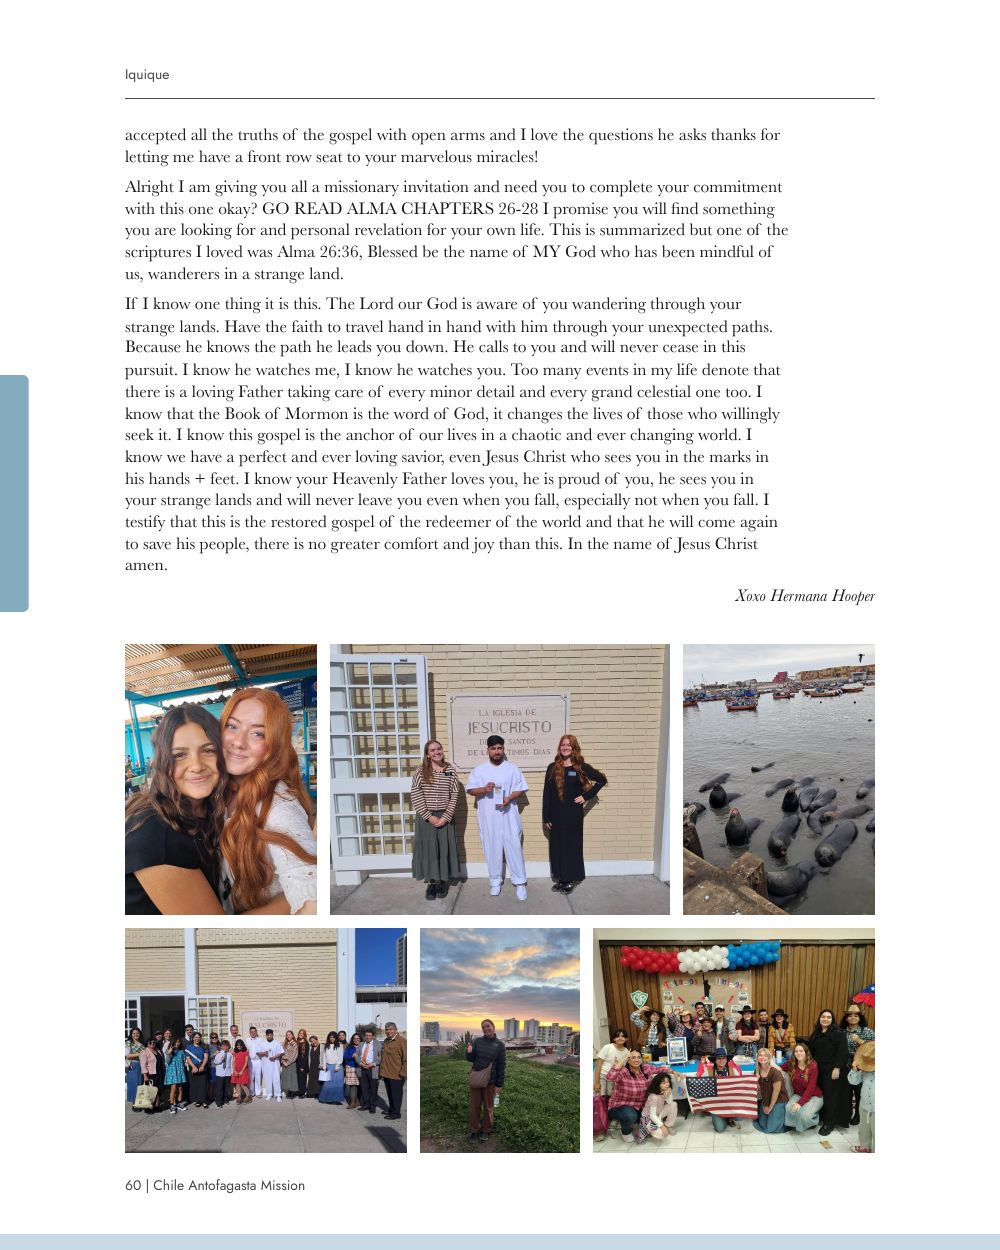 Iquique
accepted all the truths of the gospel with open arms and I love the questions he asks thanks for
letting me have a front row seat to your marvelous miracles!
Alright I am giving you all a missionary invitation and need you to complete your commitment
with this one okay? GO READ ALMA CHAPTERS 26-28 I promise you will find something
you are looking for and personal revelation for your own life. This is summarized but one of the
scriptures I loved was Alma 26:36, Blessed be the name of MY God who has been mindful of
us, wanderers in a strange land.
If I know one thing it is this. The Lord our God is aware of you wandering through your
strange lands. Have the faith to travel hand in hand with him through your unexpected paths.
Because he knows the path he leads you down. He calls to you and will never cease in this
pursuit. I know he watches me, I know he watches you. Too many events in my life denote that
there is a loving Father taking care of every minor detail and every grand celestial one too. I
know that the Book of Mormon is the word of God, it changes the lives of those who willingly
seek it. I know this gospel is the anchor of our lives in a chaotic and ever changing world. I
know we have a perfect and ever loving savior, even Jesus Christ who sees you in the marks in
his hands + feet. I know your Heavenly Father loves you, he is proud of you, he sees you in
your strange lands and will never leave you even when you fall, especially not when you fall. I
testify that this is the restored gospel of the redeemer of the world and that he will come again
to save his people, there is no greater comfort and joy than this. In the name of Jesus Christ
amen.
Xoxo Hermana Hooper
LA IGLESIA DE
JESUCRISTO
SANTOS
DE
DIAS
LA IGLESIA DE
JESUCRISTO
60 | Chile Antofagasta Mission